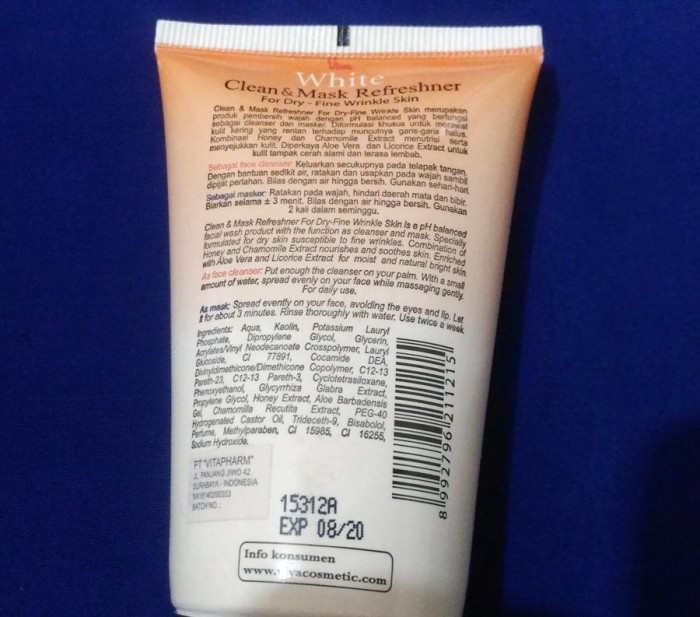 Viva
White
Clean & Mask Refreshner
For Dry - Fine Wrinkle Skin
Clean & Mask Refreshner For Dry-Fine Wrinkle Skin merupakan
produk pembersih wajah dengan pH balanced yang berfungsi
sebagai cleanser dan masker. Diformulasi khusus untuk merawat
kulit kering yang rentan terhadap munculnya garis-garis halus.
Kombinasi Honey dan Chamomile Extract menutrisi serta
menyejukkan kulit. Diperkaya Aloe Vera dan Licorice Extract untuk
kulit tampak cerah alami dan terasa lembab.
Sebagai face cleanser: Keluarkan secukupnya pada telapak tangan.
Dengan bantuan sedikit air, ratakan dan usapkan pada wajah sambil
dipijat perlahan. Bilas dengan air hingga bersih. Gunakan sehari-hari.
Sebagai masker: Ratakan pada wajah, hindari daerah mata dan bibir.
Biarkan selama ± 3 menit. Bilas dengan air hingga bersih. Gunakan
2 kali dalam seminggu.
Clean & Mask Refreshner For Dry-Fine Wrinkle Skin is a pH balanced
facial wash product with the function as cleanser and mask. Specially
formulated for dry skin susceptible to fine wrinkles. Combination of
Honey and Chamomile Extract nourishes and soothes skin. Enriched
with Aloe Vera and Licorice Extract for moist and natural bright skin
As face cleanser: Put enough the cleanser on your palm. With a small
amount of water, spread evenly on your face while massaging gently.
For daily use.
As mask: Spread evently on your face, avolding the eyes and lip. Let
it for about 3 minutes. Rinse thoroughly with water. Use twice a week
Ingredients: Aqua, Kaolin, Potassium Lauryl
Phosphate, Dipropylene Glycol, Glycerin,
Acrylates/Vinyl Neodecanoate Crosspolymer, Lauryl
Glucoside, CI 77891, Cocamide DEA,
Divinyldimethicone/Dimethicone Copolymer, C12-13
Pareth-23, C12-13 Pareth-3, Cyclotetrasiloxane,
Phenoxyethanol, Glycyrrhiza Glabra Extract,
Propylene Glycol, Honey Extract, Aloe Barbadensis
Gel, Chamomilla Recutita Extract, PEG-40
Hydrogenated Castor Oil, Trideceth-9, Bisabolol,
Perfume, Methylparaben, CI 15985, CI 16255,
Sodium Hydroxide.
8992796211215
PT "VITAPHARM"
JL. PANJANG JIWO 42
SURABAYA - INDONESIA
NA18140200353
BATCH NO.:
15312A
EXP 08/20
Info konsumen
www.vivacosmetic.com